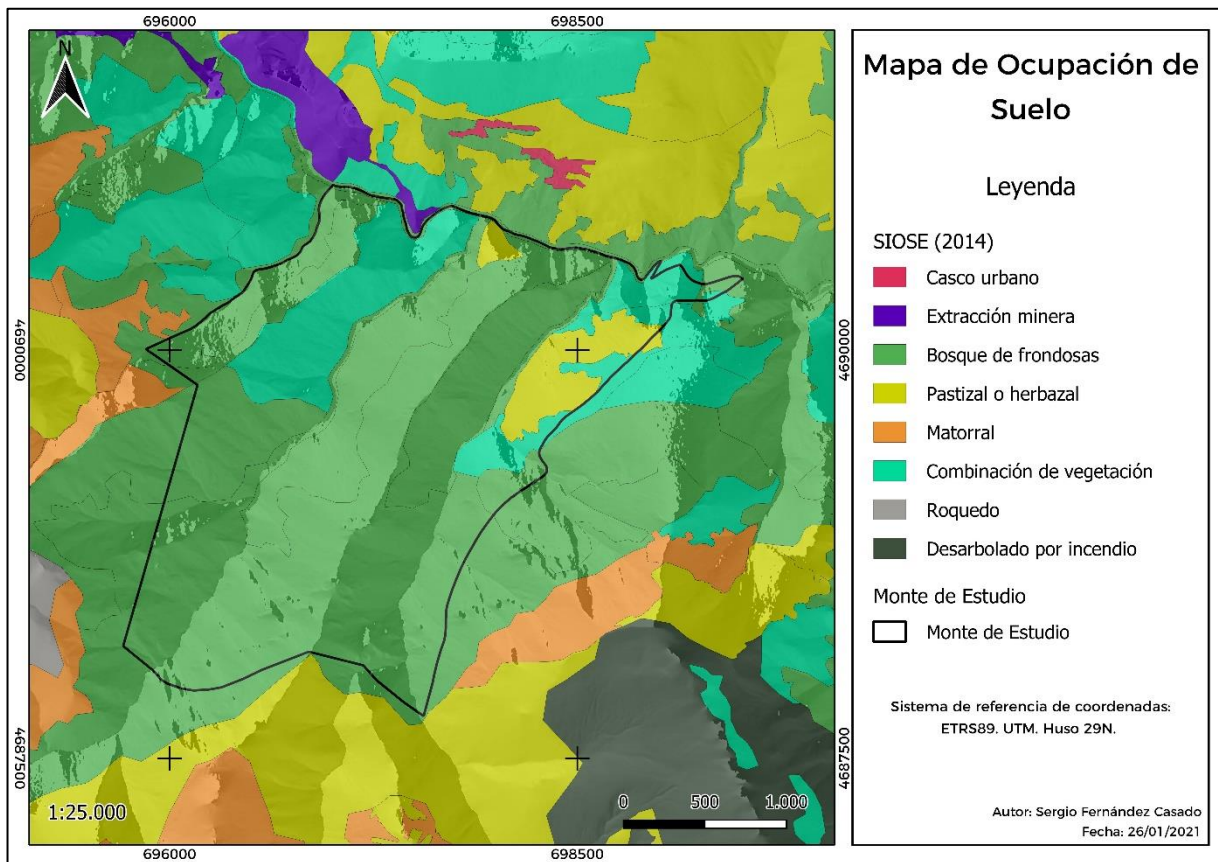 696000
698500
N
4690000
4690000
4687500
4687500
1:25.000
0 500 1.000
696000
698500
Mapa de Ocupación de
Suelo
Leyenda
SIOSE (2014)
Casco urbano
Extracción minera
Bosque de frondosas
Pastizal o herbazal
Matorral
Combinación de vegetación
Roquedo
Desarbolado por incendio
Monte de Estudio
Monte de Estudio
Sistema de referencia de coordenadas:
ETRS89. UTM. Huso 29N.
Autor: Sergio Fernández Casado
Fecha: 26/01/2021